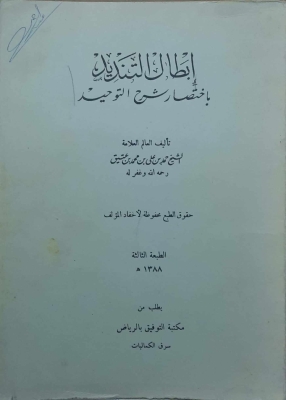 إبطال التنديد
باختصار شرح التوحيد
تأليف العالم العلامة
الشيخ حمد بن علي بن محمد بن عتيق
رحمه الله وغفر له
حقوق الطبع محفوظة لأحفاد المؤلف
الطبعة الثالثة
١٣٨٨ هـ
يطلب من
مكتبة التوفيق بالرياض
سوق الكماليات